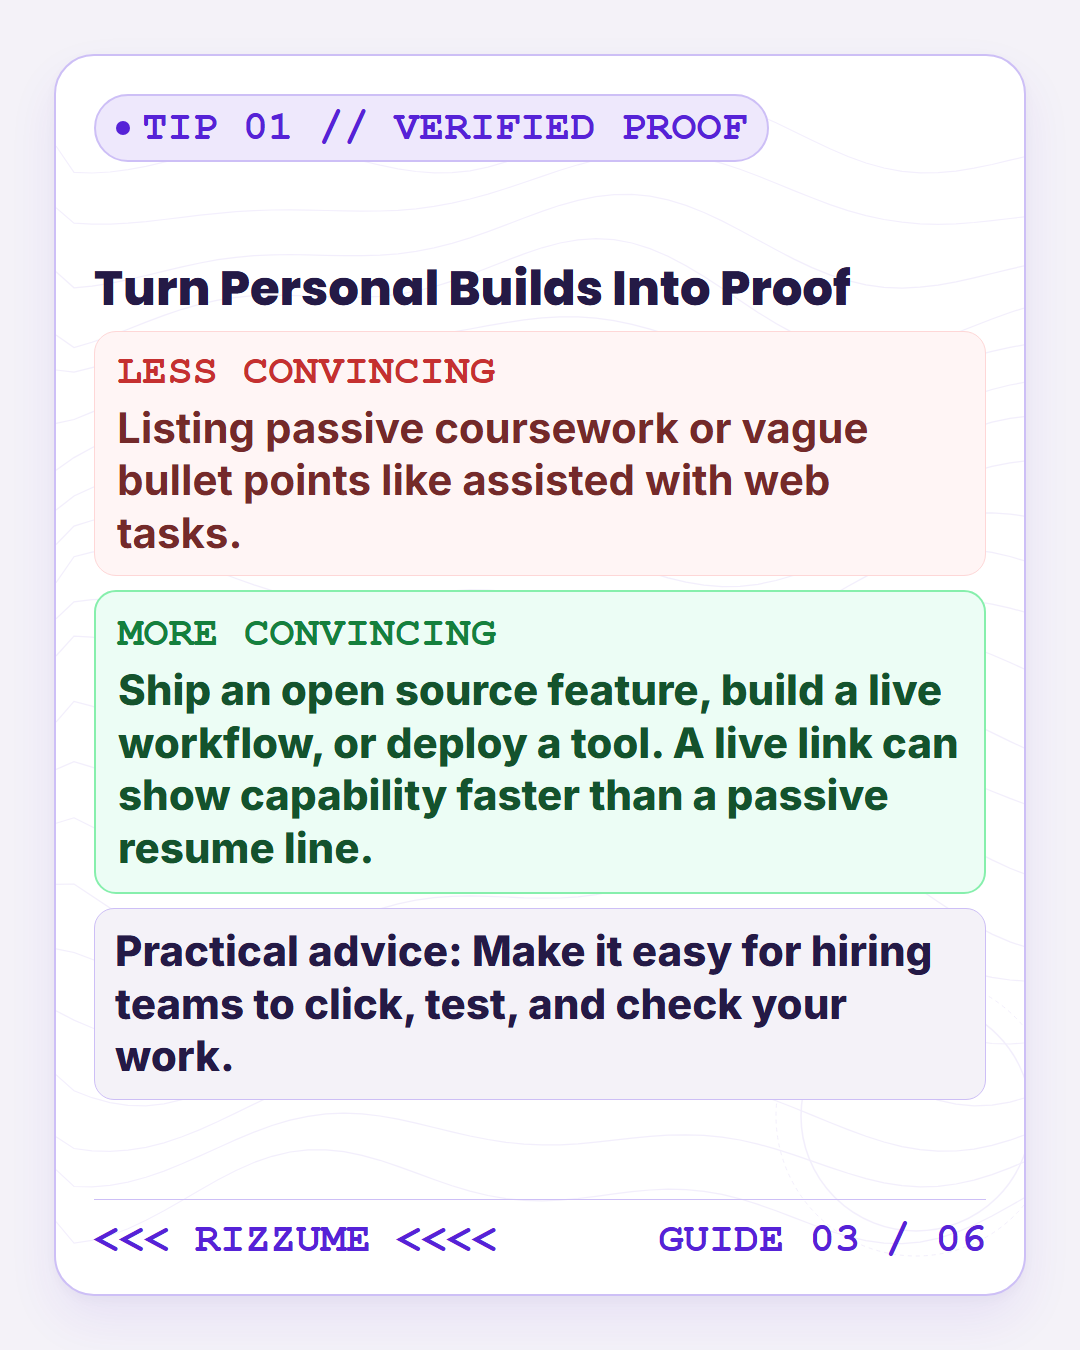 TIP 01 // VERIFIED PROOF
Turn Personal Builds Into Proof
LESS CONVINCING
Listing passive coursework or vague
bullet points like assisted with web
tasks.
MORE CONVINCING
Ship an open source feature, build a live
workflow, or deploy a tool. A live link can
show capability faster than a passive
resume line.
Practical advice: Make it easy for hiring
teams to click, test, and check your
work.
<<< RIZZUME <<<<
GUIDE 03 / 06